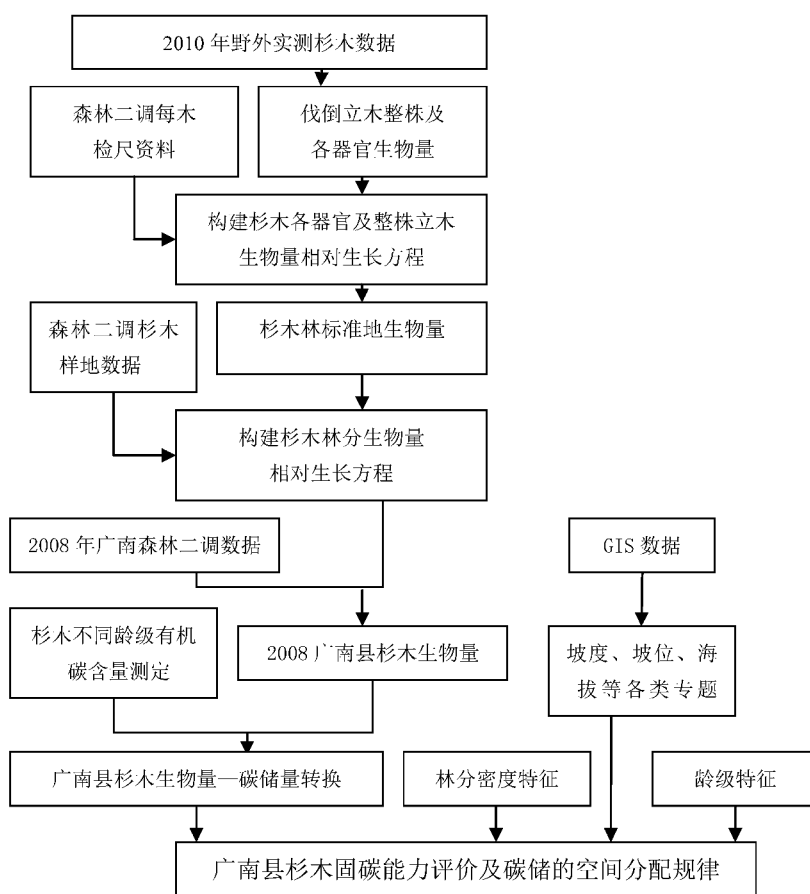 2010 年野外实测杉木数据
森林二调每木
检尺资料
伐倒立木整株及
各器官生物量
构建杉木各器官及整株立木
生物量相对生长方程
森林二调杉木
样地数据
杉木林标准地生物量
构建杉木林分生物量
相对生长方程
2008 年广南森林二调数据
GIS 数据
杉木不同龄级有机
碳含量测定
2008 广南县杉木生物量
坡度、坡位、海
拔等各类专题
广南县杉木生物量—碳储量转换
林分密度特征
龄级特征
广南县杉木固碳能力评价及碳储的空间分配规律